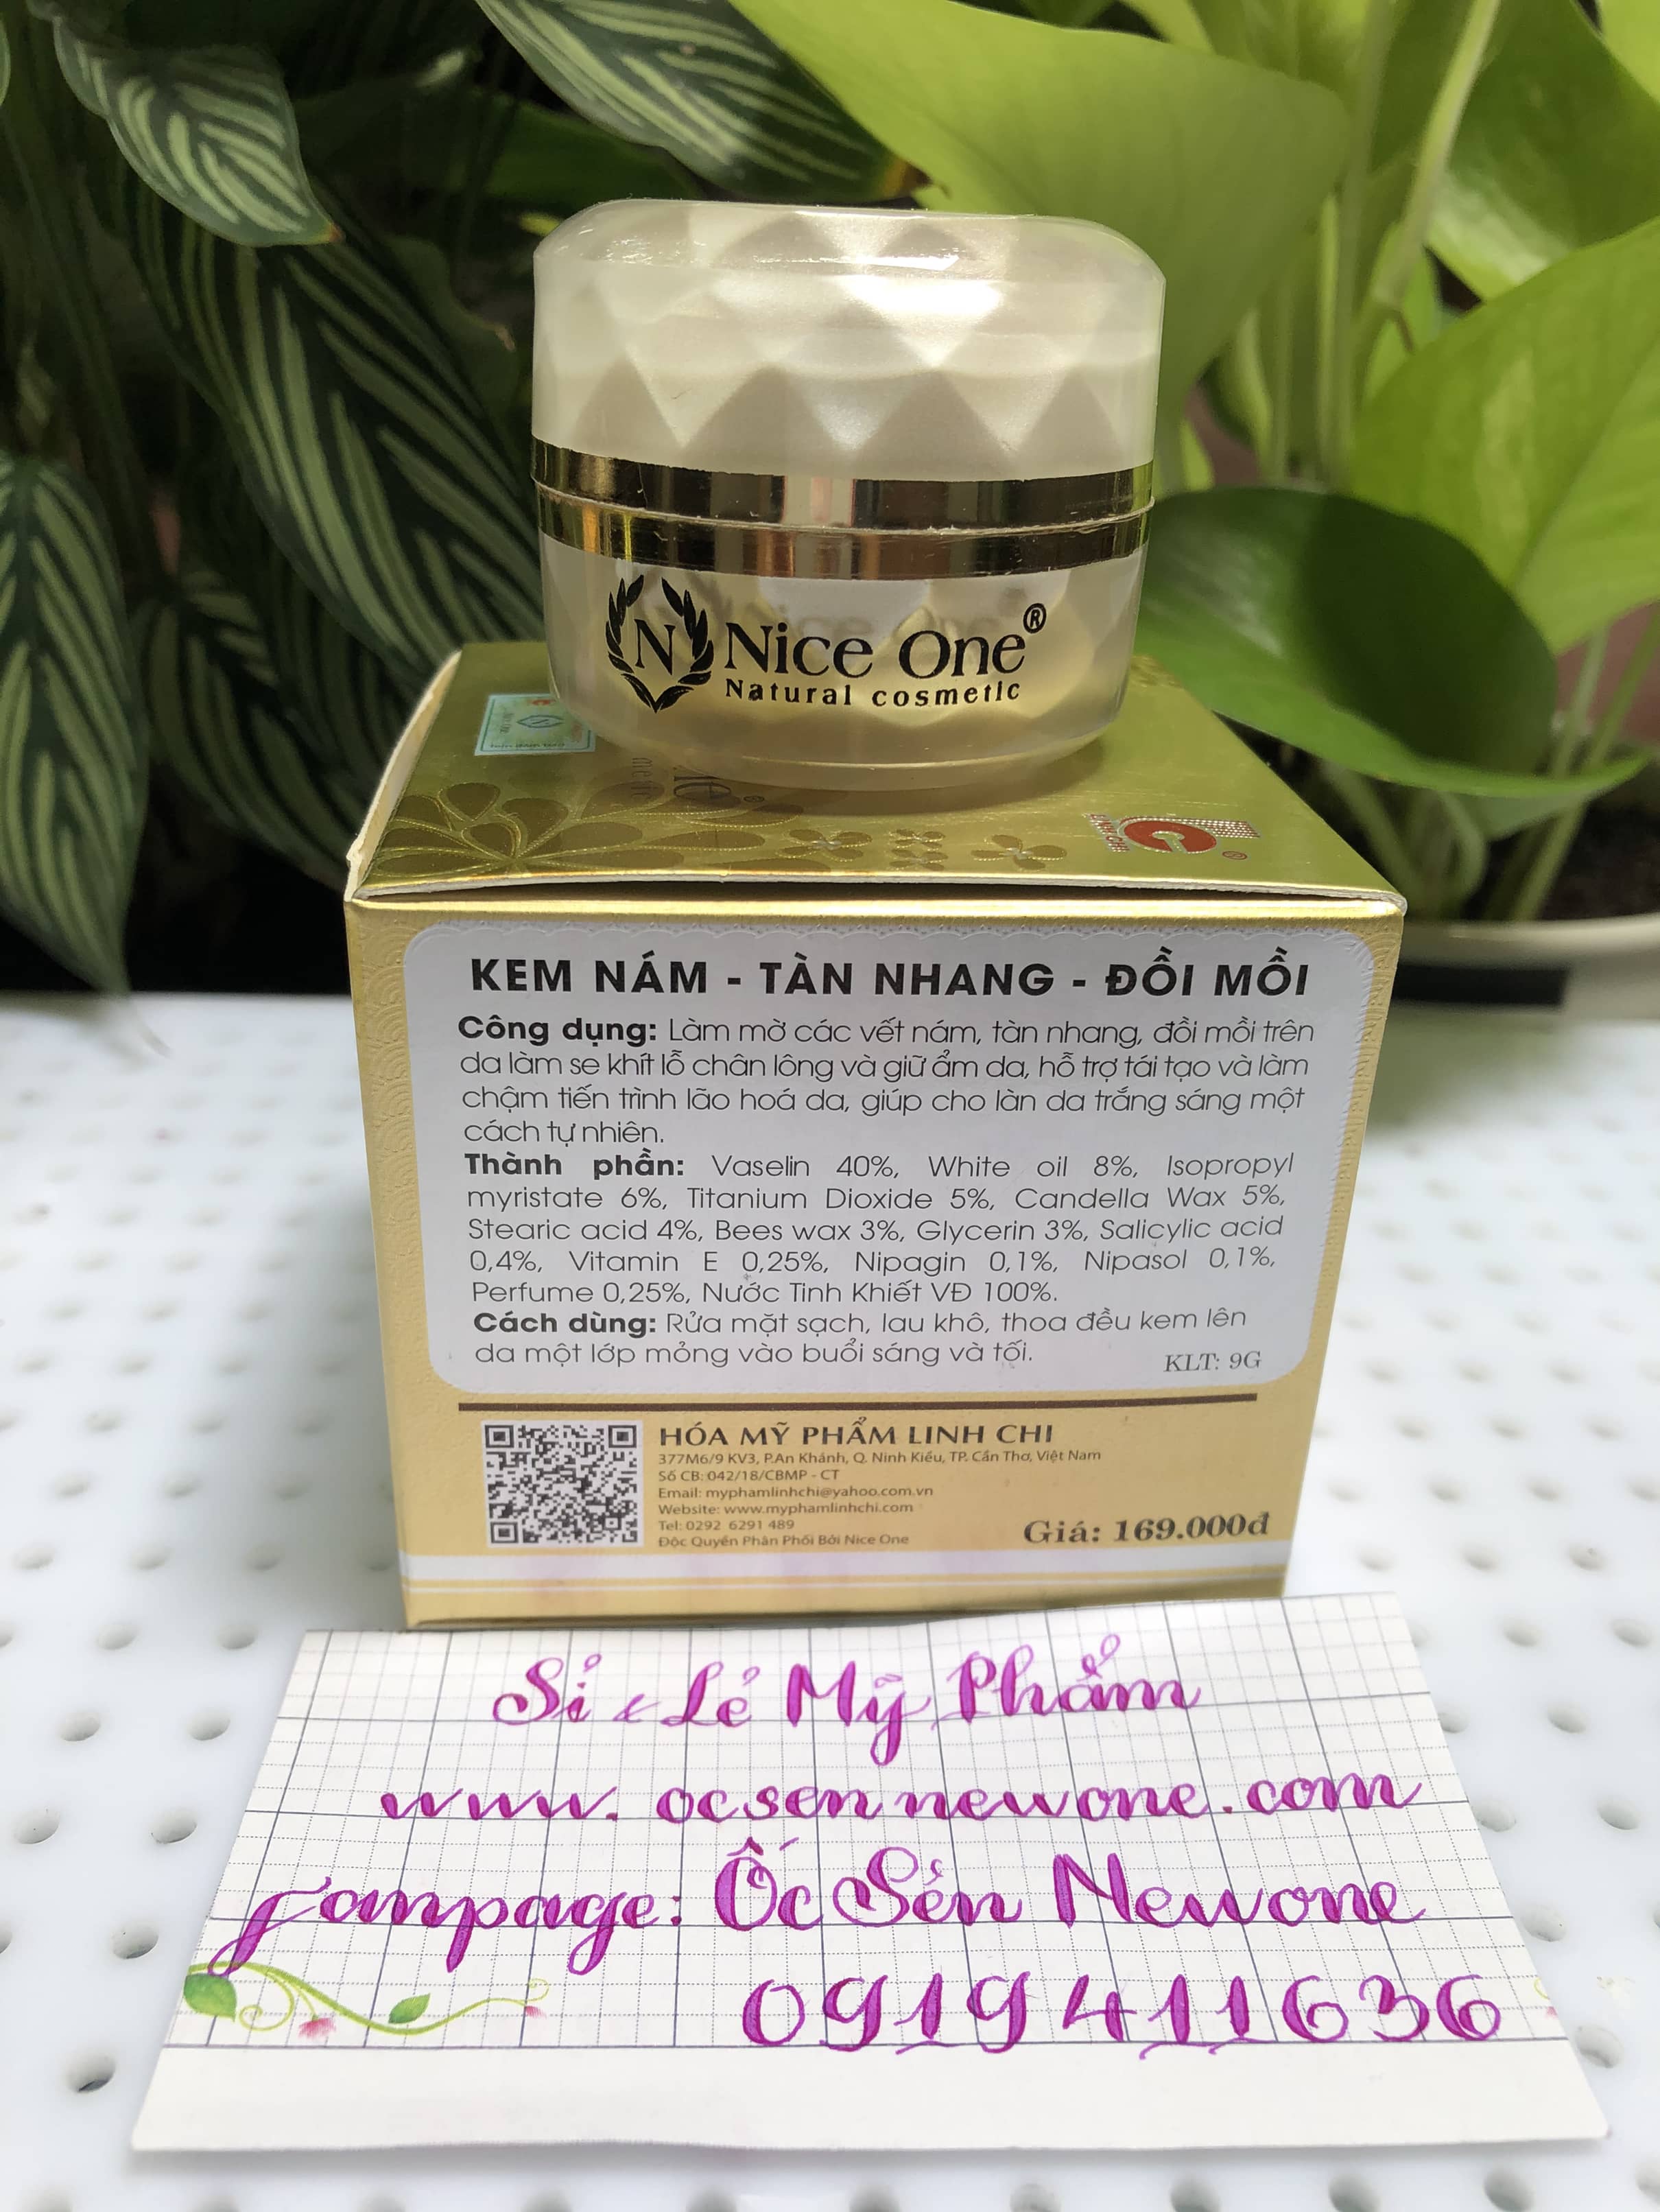 N Nice One®
Natural cosmetic
KEM NÁM - TÀN NHANG - ĐỒI MỒI
Công dụng: Làm mờ các vết nám, tàn nhang, đồi mồi trên
da làm se khít lỗ chân lông và giữ ẩm da, hỗ trợ tái tạo và làm
chậm tiến trình lão hoá da, giúp cho làn da trắng sáng một
cách tự nhiên.
Thành phần: Vaselin 40%, White oil 8%, Isopropyl
myristate 6%, Titanium Dioxide 5%, Candella Wax 5%,
Stearic acid 4%, Bees wax 3%, Glycerin 3%, Salicylic acid
0,4%, Vitamin E 0,25%, Nipagin 0,1%, Nipasol 0,1%,
Perfume 0,25%, Nước Tinh Khiết VĐ 100%.
Cách dùng: Rửa mặt sạch, lau khô, thoa đều kem lên
da một lớp mỏng vào buổi sáng và tối.
KLT: 9G
HÓA MỸ PHẨM LINH CHI
377M6/9 KV3, P.An Khánh, Q. Ninh Kiều, TP. Cần Thơ, Việt Nam
Số CB: 042/18/CBMP - CT
Email: myphamlinhchi@yahoo.com.vn
Website: www.myphamlinhchi.com
Tel: 0292 6291 489
Độc Quyền Phân Phối Bởi Nice One
Giá: 169.000đ
Sỉ & Lẻ Mỹ Phẩm
www.ocsennewone.com
fanpage: Ốc Sên Newone
0919411636